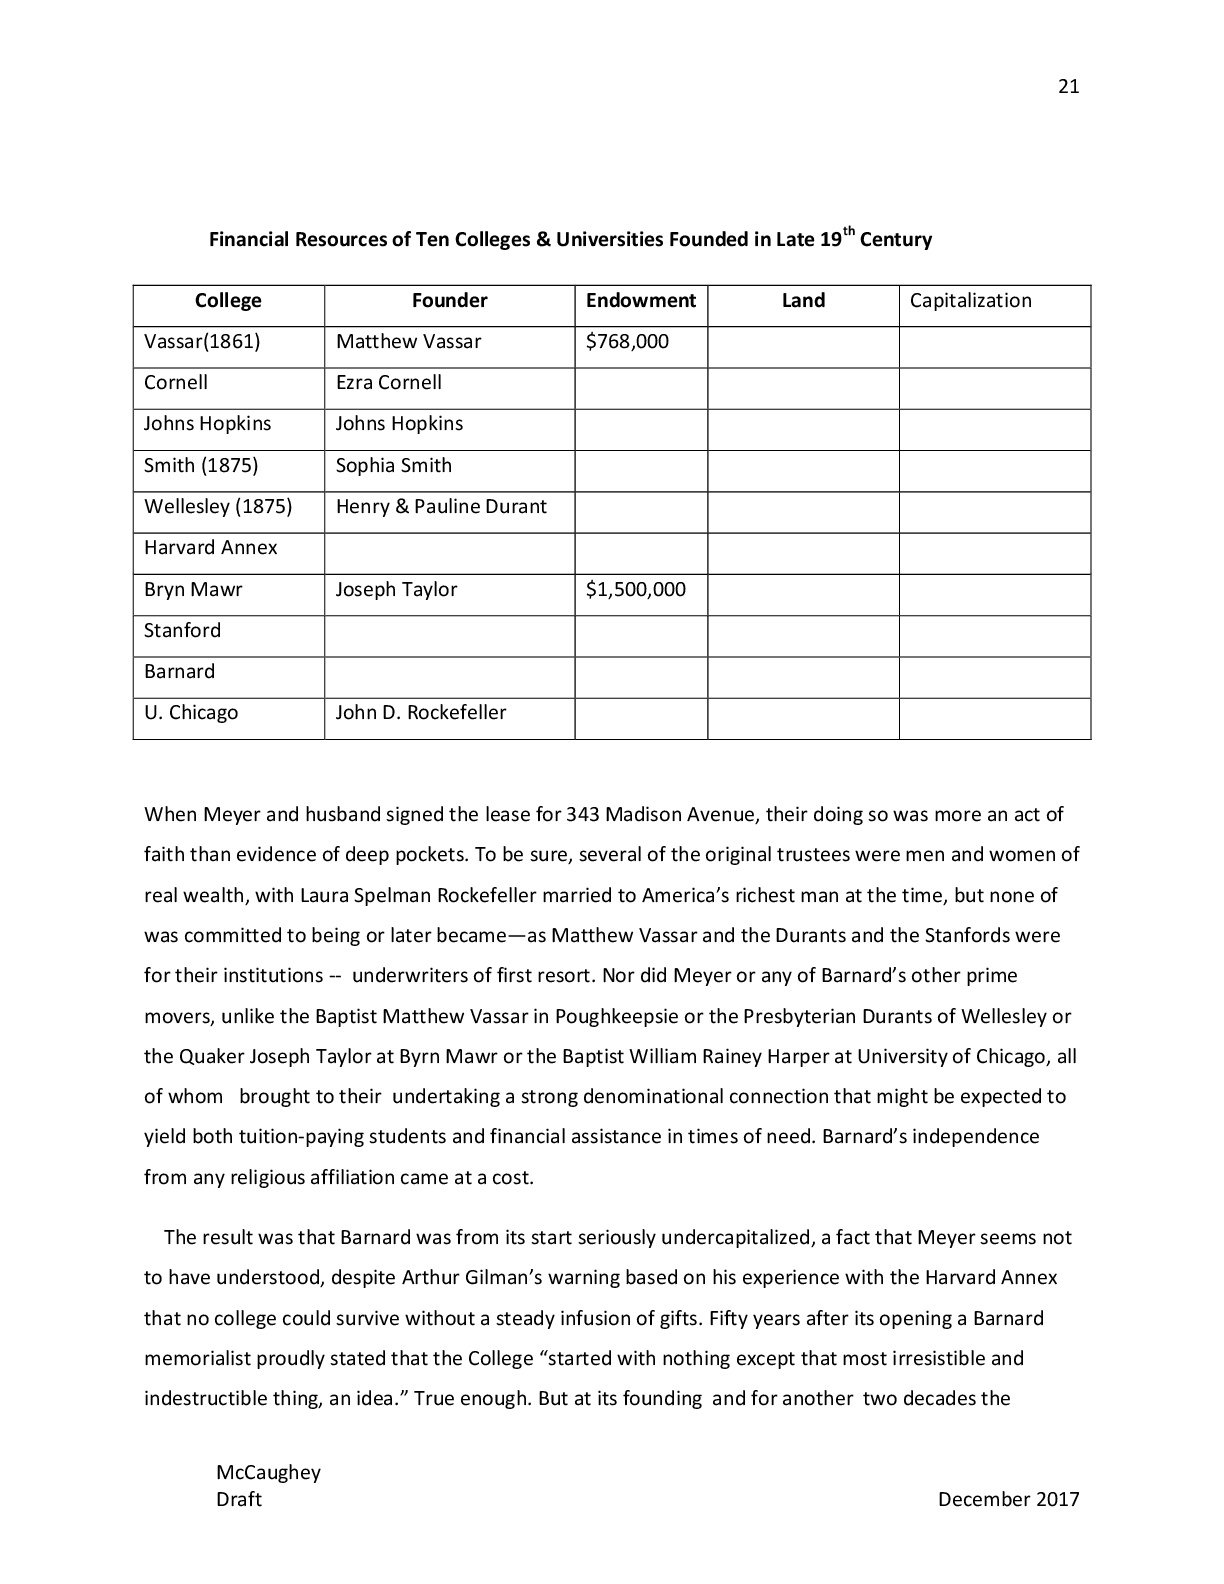 21
Financial Resources of Ten Colleges & Universities Founded in Late 19th Century
College Founder Endowment Land Capitalization
Vassar(1861) Matthew Vassar $768,000
Cornell Ezra Cornell
Johns Hopkins Johns Hopkins
Smith (1875) Sophia Smith
Wellesley (1875) Henry & Pauline Durant
Harvard Annex
Bryn Mawr Joseph Taylor $1,500,000
Stanford
Barnard
U. Chicago John D. Rockefeller
When Meyer and husband signed the lease for 343 Madison Avenue, their doing so was more an act of
faith than evidence of deep pockets. To be sure, several of the original trustees were men and women of
real wealth, with Laura Spelman Rockefeller married to America’s richest man at the time, but none of
was committed to being or later became—as Matthew Vassar and the Durants and the Stanfords were
for their institutions -- underwriters of first resort. Nor did Meyer or any of Barnard’s other prime
movers, unlike the Baptist Matthew Vassar in Poughkeepsie or the Presbyterian Durants of Wellesley or
the Quaker Joseph Taylor at Byrn Mawr or the Baptist William Rainey Harper at University of Chicago, all
of whom brought to their undertaking a strong denominational connection that might be expected to
yield both tuition-paying students and financial assistance in times of need. Barnard’s independence
from any religious affiliation came at a cost.
The result was that Barnard was from its start seriously undercapitalized, a fact that Meyer seems not
to have understood, despite Arthur Gilman’s warning based on his experience with the Harvard Annex
that no college could survive without a steady infusion of gifts. Fifty years after its opening a Barnard
memorialist proudly stated that the College “started with nothing except that most irresistible and
indestructible thing, an idea.” True enough. But at its founding and for another two decades the
McCaughey
Draft December 2017